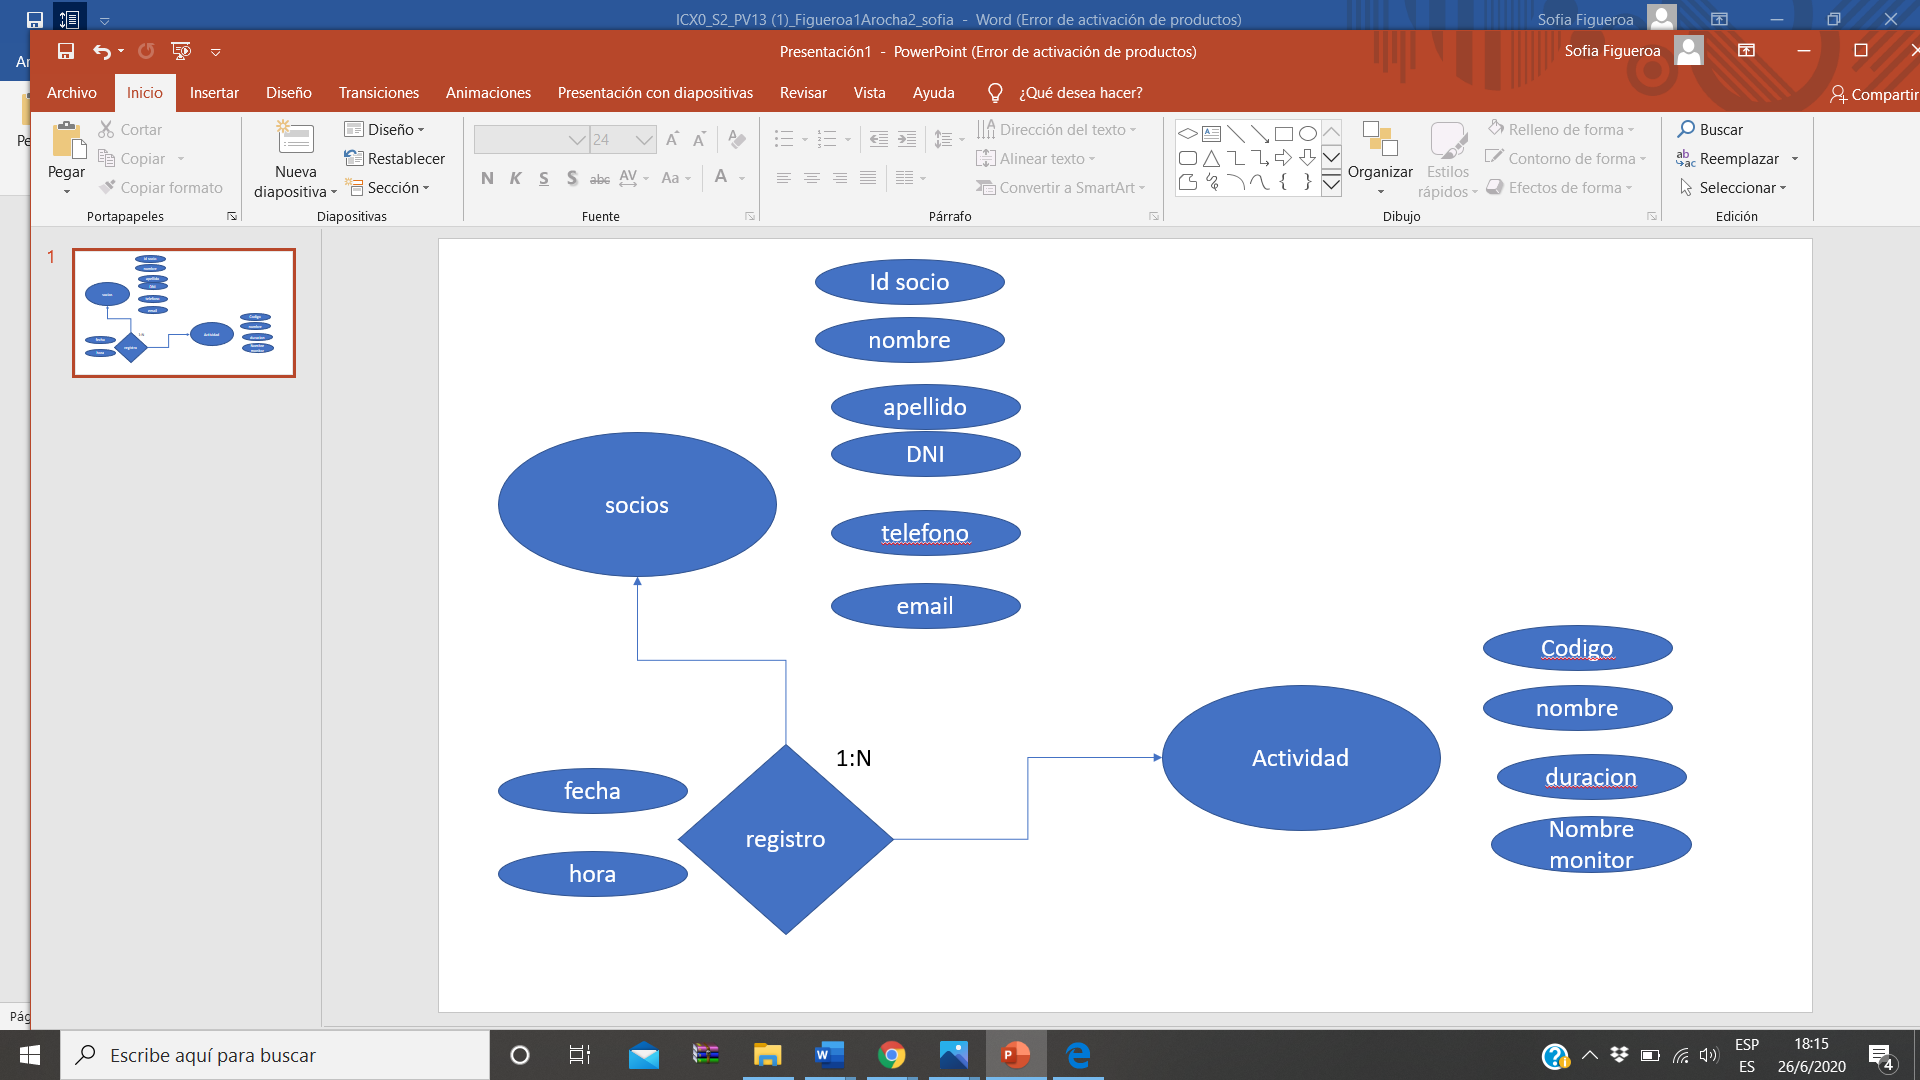 ICX0_S2_PV13 (1)_Figueroa1Arocha2_sofia - Word (Error de activación de productos)
Sofia Figueroa
Presentación1 - PowerPoint (Error de activación de productos)
Sofia Figueroa
Archivo Inicio Insertar Diseño Transiciones Animaciones Presentación con diapositivas Revisar Vista Ayuda ¿Qué desea hacer? Compartir
Pegar
Cortar
Copiar
Copiar formato
Portapapeles
Nueva
diapositiva
Diseño
Restablecer
Sección
Diapositivas
24
N K S S abc AV Aa A
Fuente
Dirección del texto
Alinear texto
Convertir a SmartArt
Párrafo
Organizar
Estilos
rápidos
Relleno de forma
Contorno de forma
Efectos de forma
Dibujo
Buscar
Reemplazar
Seleccionar
Edición
1
Id socio
nombre
apellido
DNI
socios
telefono
email
Codigo
nombre
Actividad
duracion
Nombre
monitor
1:N
fecha
registro
hora
Escribe aquí para buscar
ESP
ES
18:15
26/6/2020
4